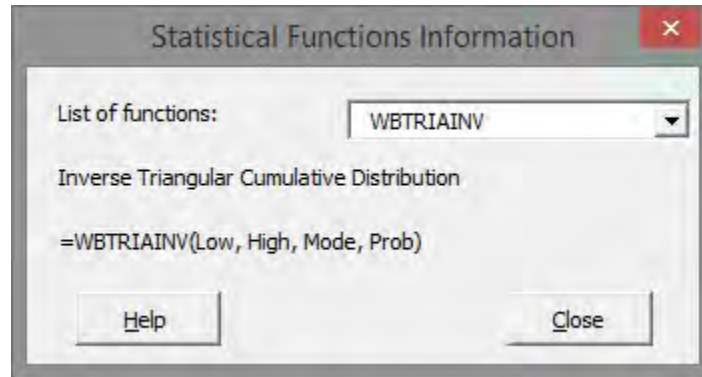 Statistical Functions Information
List of functions: WBTRIAINV
Inverse Triangular Cumulative Distribution
=WBTRIAINV(Low, High, Mode, Prob)
Help Close